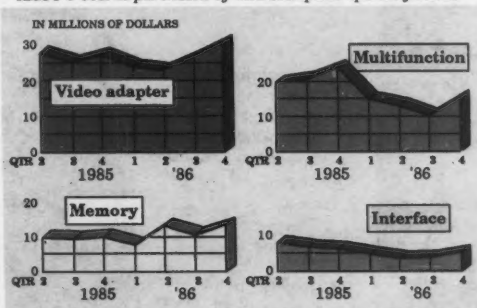 IN MILLIONS OF DOLLARS
30
20
10
0
Video adapter
QTR 2 3 4 1 2 3 4
1985 '86
Multifunction
20
10
0
QTR 2 3 4 1 2 3 4
1985 '86
20
10
0
Memory
QTR 2 3 4 1 2 3 4
1985 '86
Interface
10
0
QTR 2 3 4 1 2 3 4
1985 '86